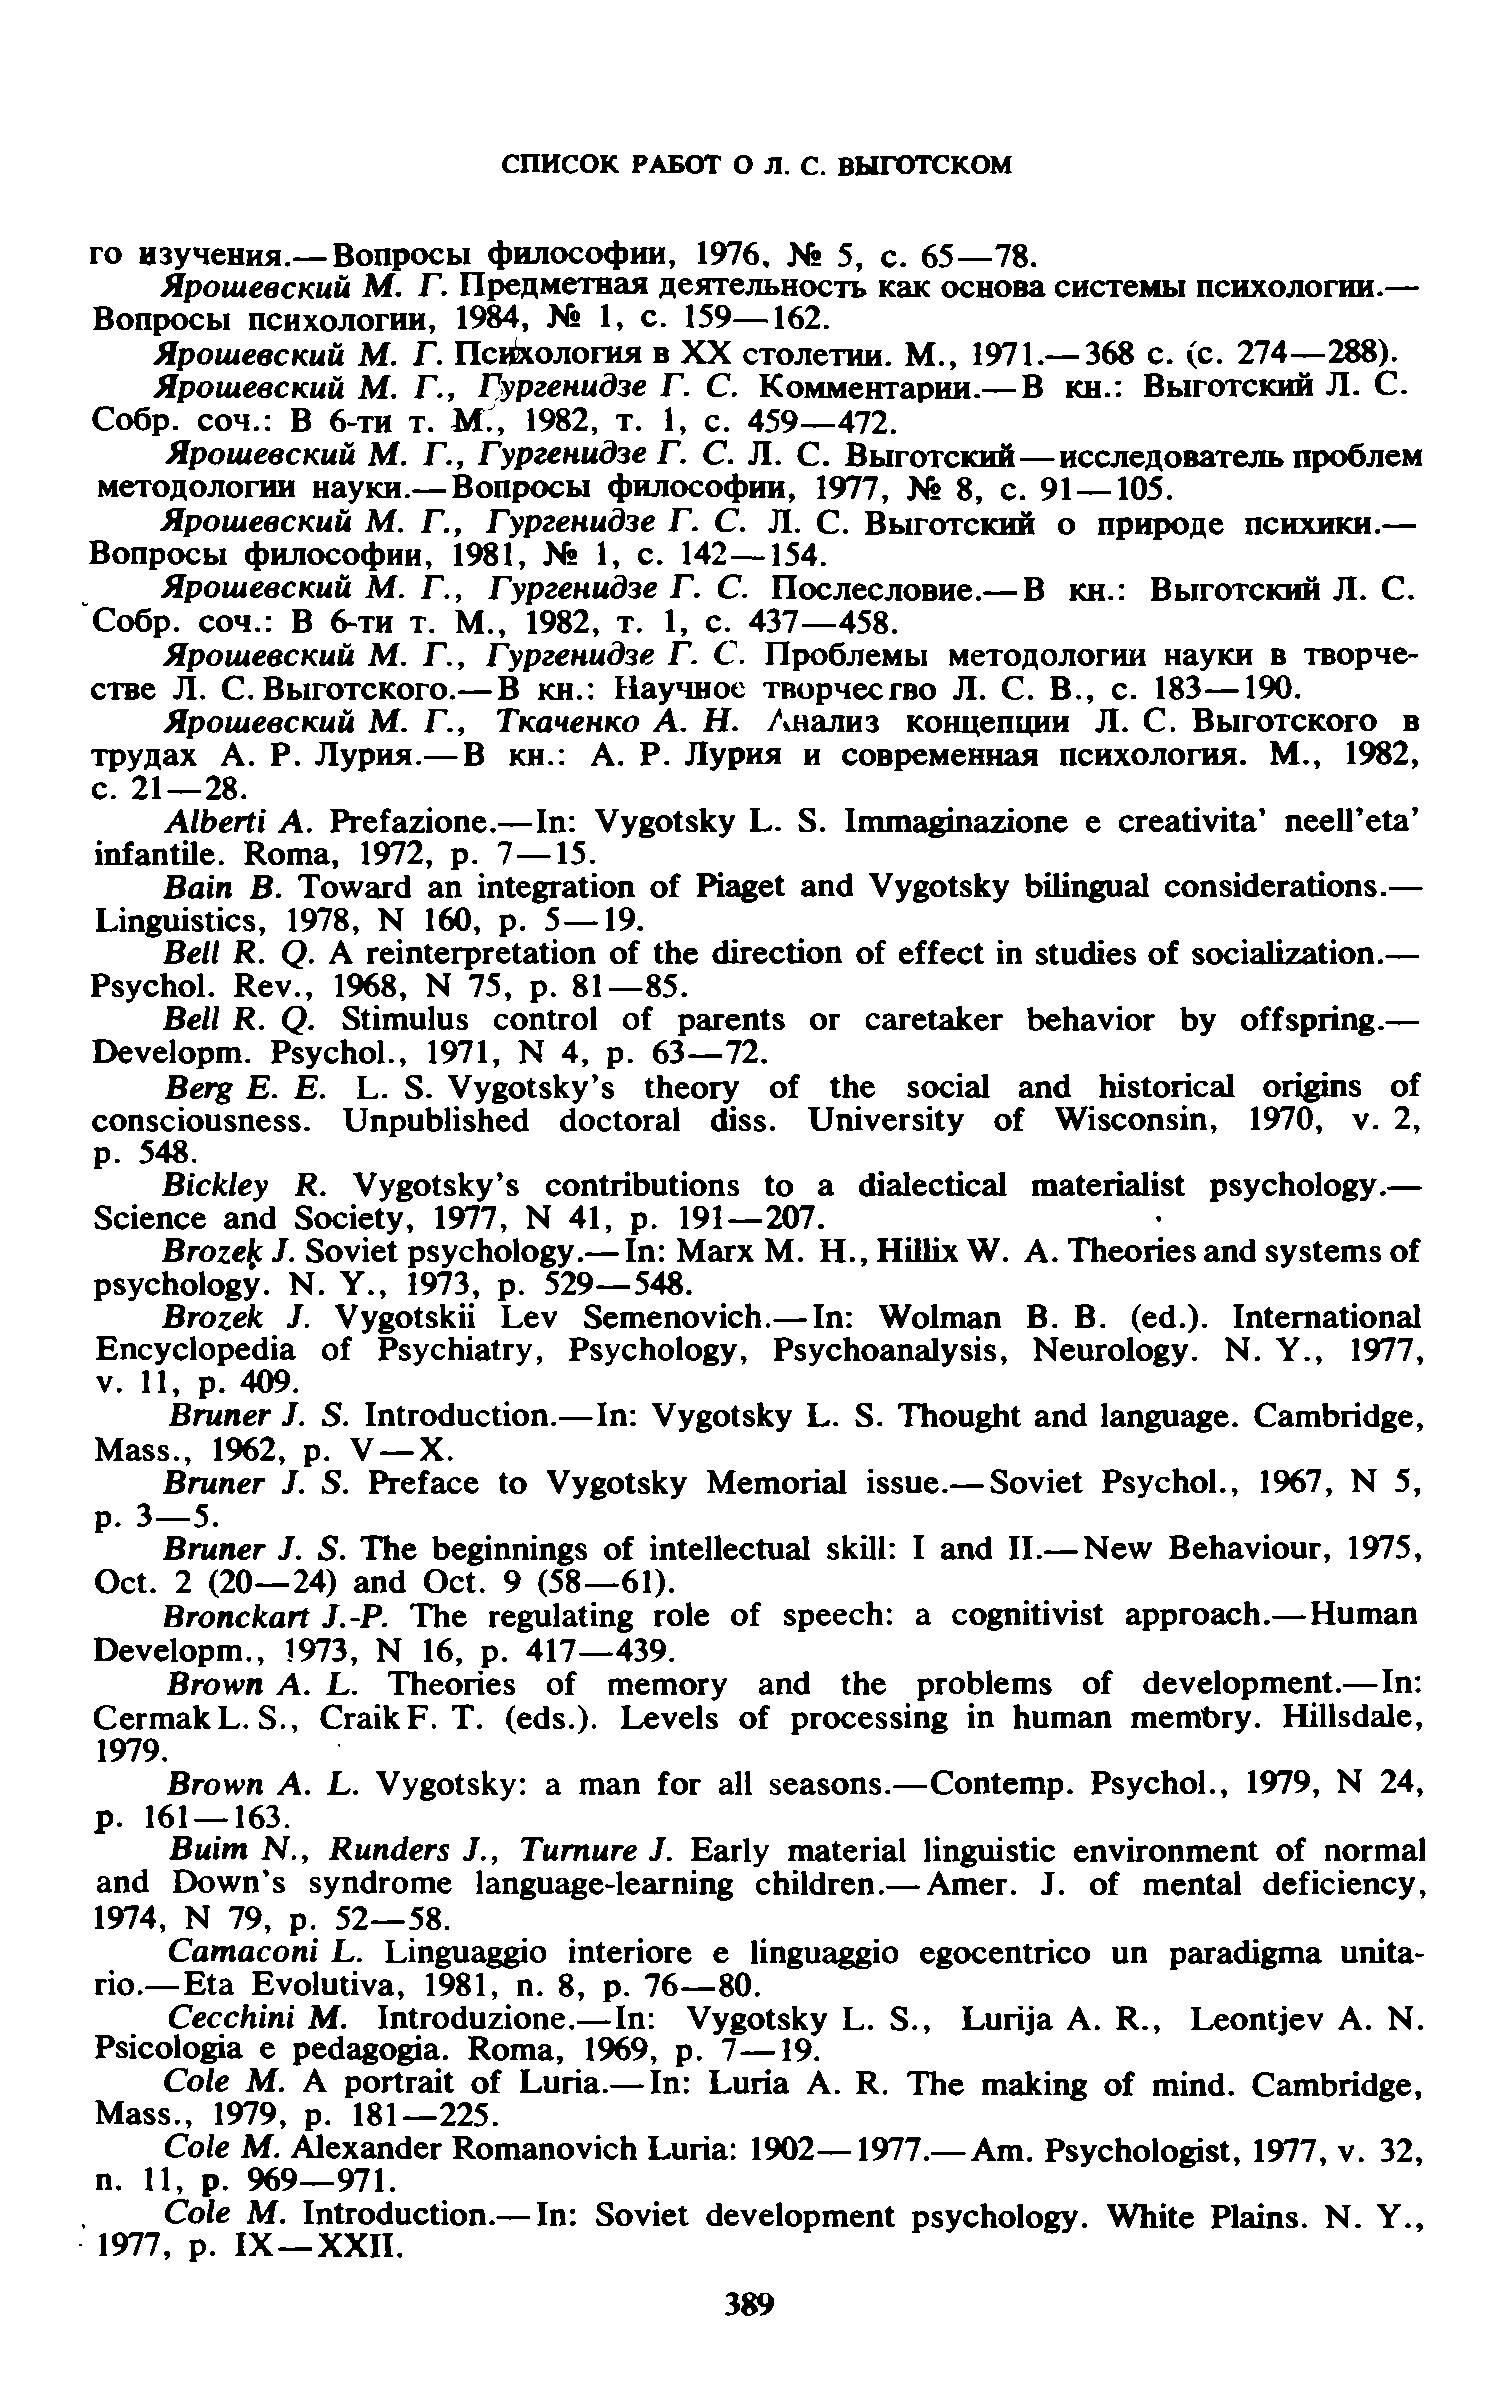 СПИСОК РАБОТ О Л. С. ВЫГОТСКОМ
го изучения.—Вопросы философии, 1976, № 5, с. 65—78.
Ярошевский М. Г. Предметная деятельность как основа системы психологии.—
Вопросы психологии, 1984, № 1, с. 159—162.
Ярошевский М. Г. Психология в XX столетии. М., 1971.—368 с. (с. 274—288).
Ярошевский М. Г., Гургенидзе Г. С. Комментарии.—В кн.: Выготский Л. С.
Собр. соч.: В 6-ти т. М., 1982, т. 1, с. 459—472.
Ярошевский М. Г., Гургенидзе Г. С. Л. С. Выготский—исследователь проблем
методологии науки.—Вопросы философии, 1977, № 8, с. 91—105.
Ярошевский М. Г., Гургенидзе Г. С. Л. С. Выготский о природе психики.—
Вопросы философии, 1981, № 1, с. 142—154.
Ярошевский М. Г., Гургенидзе Г. С. Послесловие.—В кн.: Выготский Л. С.
Собр. соч.: В 6-ти т. М., 1982, т. 1, с. 437—458.
Ярошевский М. Г., Гургенидзе Г. С. Проблемы методологии науки в творче-
стве Л. С. Выготского.—В кн.: Научное творчество Л. С. В., с. 183—190.
Ярошевский М. Г., Ткаченко А. Н. Анализ концепции Л. С. Выготского в
трудах А. Р. Лурия.—В кн.: А. Р. Лурия и современная психология. М., 1982,
с. 21—28.
Alberti A. Prefazione.—In: Vygotsky L. S. Immaginazione e creativita' neell'eta'
infantile. Roma, 1972, p. 7—15.
Bain B. Toward an integration of Piaget and Vygotsky bilingual considerations.—
Linguistics, 1978, N 160, p. 5—19.
Bell R. Q. A reinterpretation of the direction of effect in studies of socialization.—
Psychol. Rev., 1968, N 75, p. 81—85.
Bell R. Q. Stimulus control of parents or caretaker behavior by offspring.—
Developm. Psychol., 1971, N 4, p. 63—72.
Berg E. E. L. S. Vygotsky's theory of the social and historical origins of
consciousness. Unpublished doctoral diss. University of Wisconsin, 1970, v. 2,
p. 548.
Bickley R. Vygotsky's contributions to a dialectical materialist psychology.—
Science and Society, 1977, N 41, p. 191—207.
Brozek J. Soviet psychology.—In: Marx M. H., Hillix W. A. Theories and systems of
psychology. N. Y., 1973, p. 529—548.
Brozek J. Vygotskii Lev Semenovich.—In: Wolman B. B. (ed.). International
Encyclopedia of Psychiatry, Psychology, Psychoanalysis, Neurology. N. Y., 1977,
v. 11, p. 409.
Bruner J. S. Introduction.—In: Vygotsky L. S. Thought and language. Cambridge,
Mass., 1962, p. V—X.
Bruner J. S. Preface to Vygotsky Memorial issue.—Soviet Psychol., 1967, N 5,
p. 3—5.
Bruner J. S. The beginnings of intellectual skill: I and II.—New Behaviour, 1975,
Oct. 2 (20—24) and Oct. 9 (58—61).
Bronckart J.-P. The regulating role of speech: a cognitivist approach.—Human
Developm., 1973, N 16, p. 417—439.
Brown A. L. Theories of memory and the problems of development.—In:
Cermak L. S., Craik F. T. (eds.). Levels of processing in human memory. Hillsdale,
1979.
Brown A. L. Vygotsky: a man for all seasons.—Contemp. Psychol., 1979, N 24,
p. 161—163.
Buim N., Runders J., Turnure J. Early material linguistic environment of normal
and Down's syndrome language-learning children.—Amer. J. of mental deficiency,
1974, N 79, p. 52—58.
Camaconi L. Linguaggio interiore e linguaggio egocentrico un paradigma unita-
rio.—Eta Evolutiva, 1981, n. 8, p. 76—80.
Cecchini M. Introduzione.—In: Vygotsky L. S., Lurija A. R., Leontjev A. N.
Psicologia e pedagogia. Roma, 1969, p. 7—19.
Cole M. A portrait of Luria.—In: Luria A. R. The making of mind. Cambridge,
Mass., 1979, p. 181—225.
Cole M. Alexander Romanovich Luria: 1902—1977.—Am. Psychologist, 1977, v. 32,
n. 11, p. 969—971.
Cole M. Introduction.—In: Soviet development psychology. White Plains. N. Y.,
1977, p. IX—XXII.
389